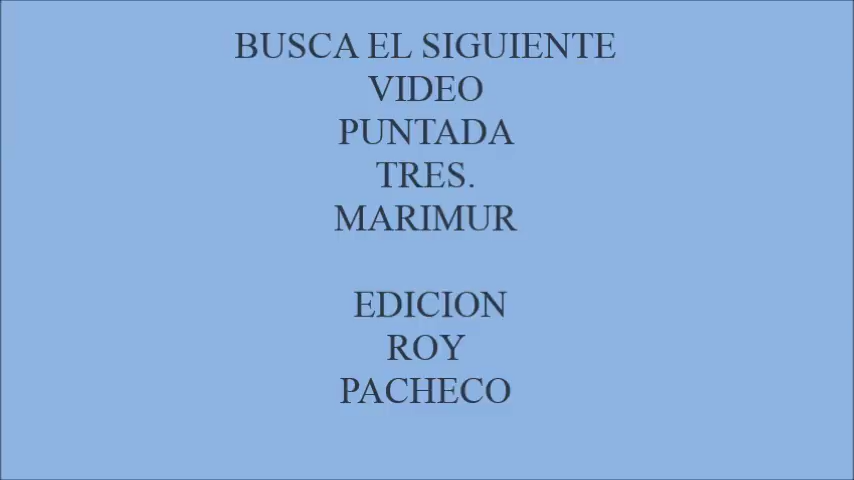 BUSCA EL SIGUIENTE
VIDEO
PUNTADA
TRES.
MARIMUR
EDICION
ROY
PACHECO